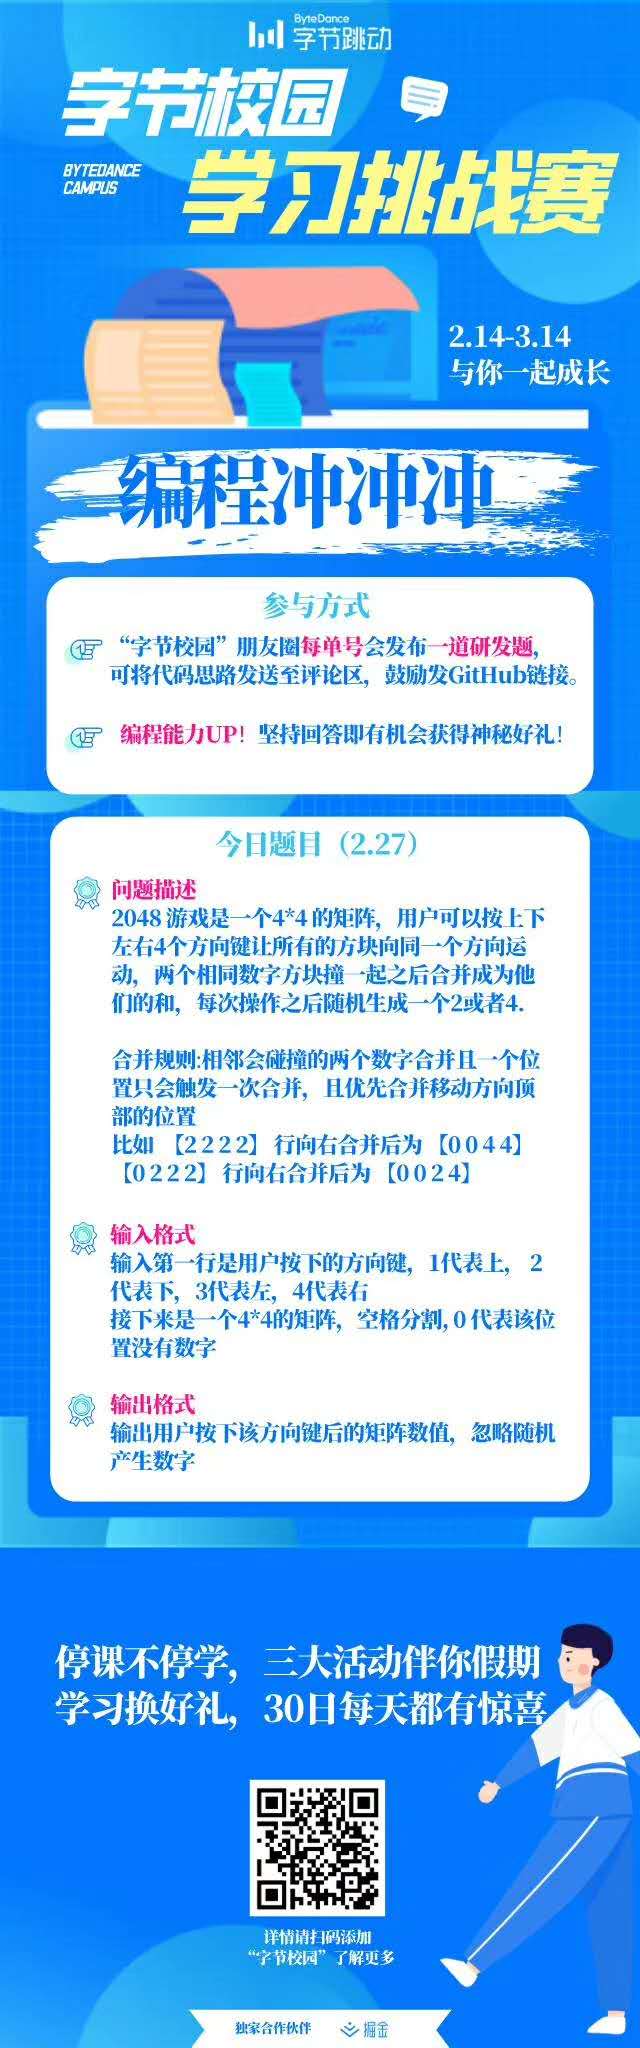 ByteDance
字节跳动
字节校园
BYTEDANCE
CAMPUS
学习挑战赛
2.14-3.14
与你一起成长
编程冲冲冲
参与方式
“字节校园”朋友圈每单号会发布一道研发题,
可将代码思路发送至评论区，鼓励发GitHub链接。
编程能力UP！坚持回答即有机会获得神秘好礼！
今日题目（2.27）
问题描述
2048 游戏是一个4*4 的矩阵，用户可以按上下
左右4个方向键让所有的方块向同一个方向运
动，两个相同数字方块撞一起之后合并成为他
们的和，每次操作之后随机生成一个2或者4.
合并规则:相邻会碰撞的两个数字合并且一个位
置只会触发一次合并，且优先合并移动方向顶
部的位置
比如 【2 2 2 2】 行向右合并后为 【0 0 4 4】
【0 2 2 2】 行向右合并后为 【0 0 2 4】
输入格式
输入第一行是用户按下的方向键，1代表上， 2
代表下，3代表左，4代表右
接下来是一个4*4的矩阵，空格分割, 0 代表该位
置没有数字
输出格式
输出用户按下该方向键后的矩阵数值，忽略随机
产生数字
停课不停学，三大活动伴你假期
学习换好礼，30日每天都有惊喜
详情请扫码添加
“字节校园”了解更多
独家合作伙伴 掘金